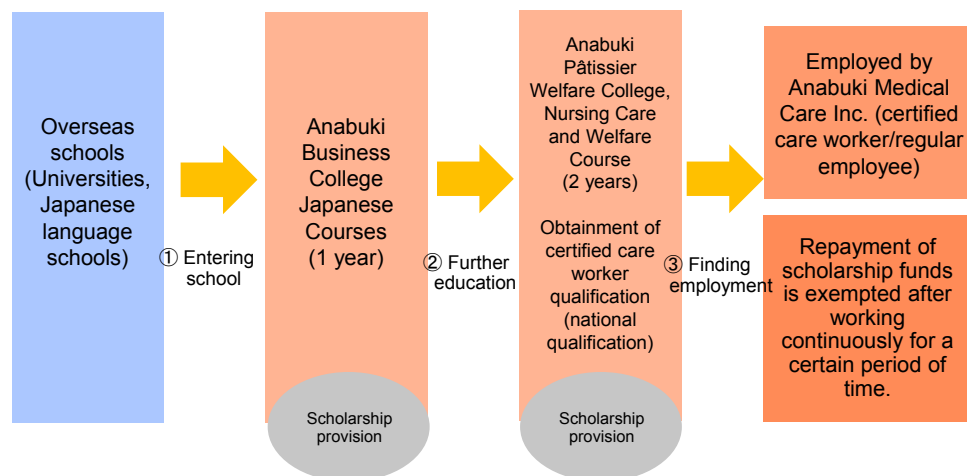 Overseas
schools
(Universities,
Japanese
language
schools)
① Entering
school
Anabuki
Business
College
Japanese
Courses
(1 year)
Scholarship
provision
② Further
education
Anabuki
Pâtissier
Welfare College,
Nursing Care
and Welfare
Course
(2 years)
Obtainment of
certified care
worker
qualification
(national
qualification)
Scholarship
provision
③ Finding
employment
Employed by
Anabuki Medical
Care Inc. (certified
care worker/regular
employee)
Repayment of
scholarship funds
is exempted after
working
continuously for a
certain period of
time.